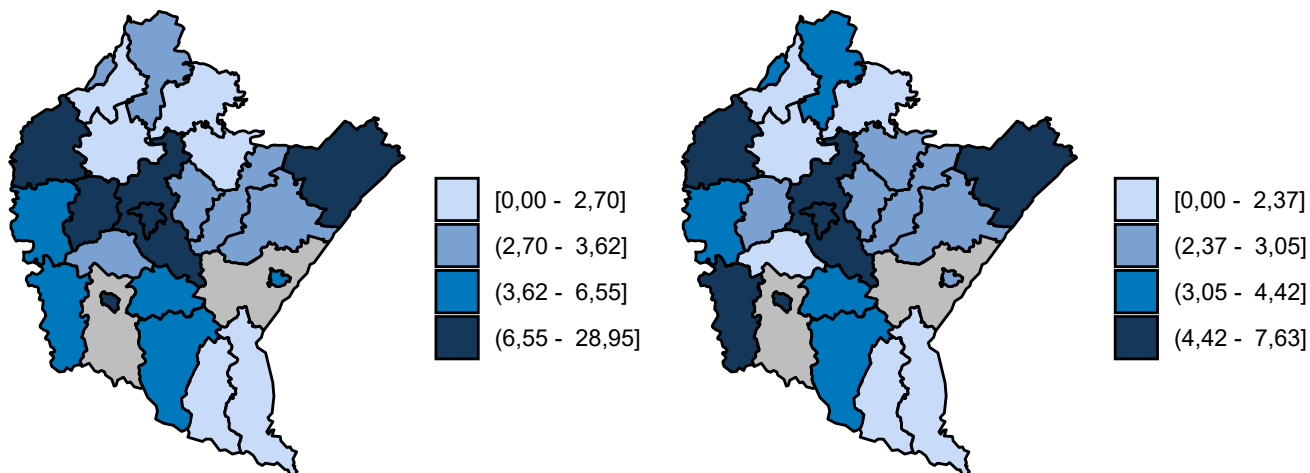 [0,00 - 2,70]
(2,70 - 3,62]
(3,62 - 6,55]
(6,55 - 28,95]
[0,00 - 2,37]
(2,37 - 3,05]
(3,05 - 4,42]
(4,42 - 7,63]